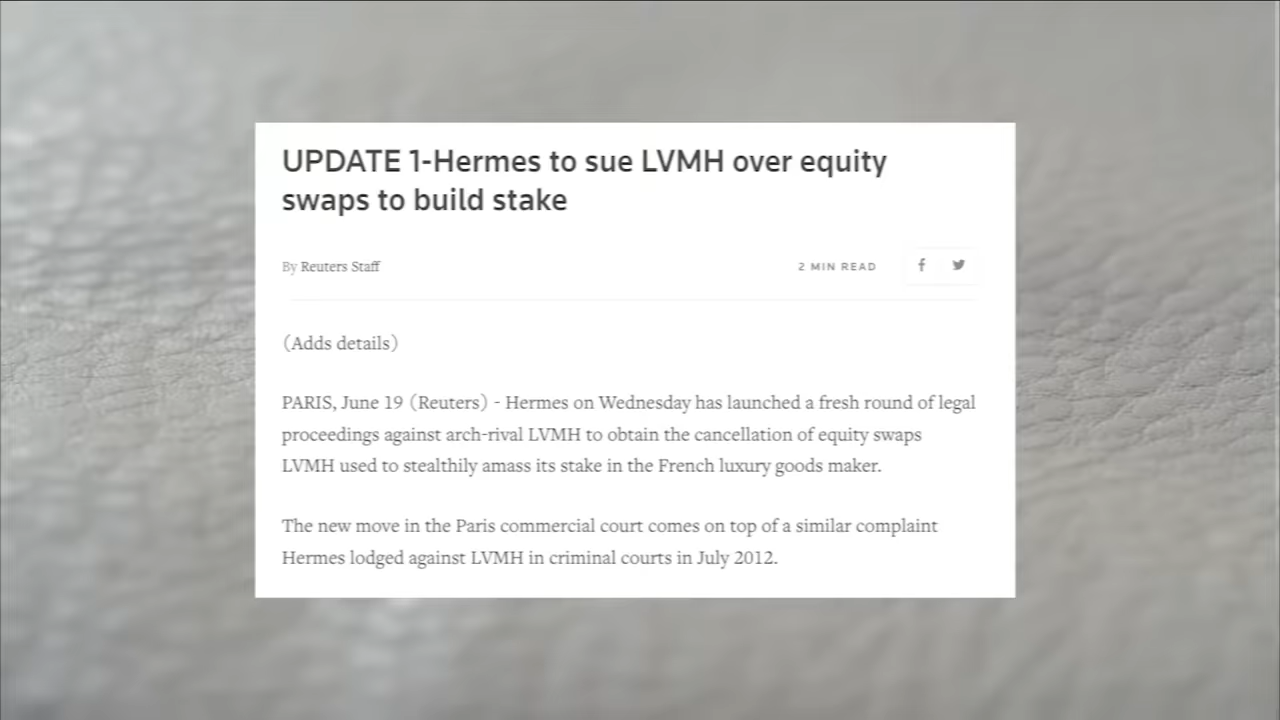 UPDATE 1-Hermes to sue LVMH over equity
swaps to build stake
By Reuters Staff
2 MIN READ
(Adds details)
PARIS, June 19 (Reuters) - Hermes on Wednesday has launched a fresh round of legal
proceedings against arch-rival LVMH to obtain the cancellation of equity swaps
LVMH used to stealthily amass its stake in the French luxury goods maker.
The new move in the Paris commercial court comes on top of a similar complaint
Hermes lodged against LVMH in criminal courts in July 2012.